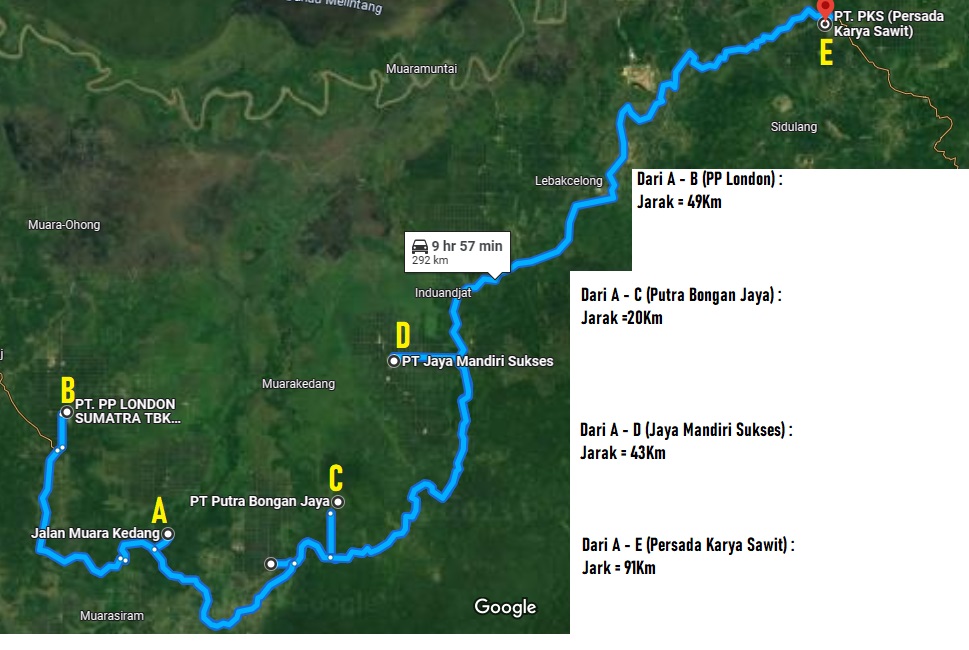 Melintang
PT. PKS (Persada
Karya Sawit)
E
Muaramuntai
Sidulang
Lebakcelong
Dari A - B (PP London) :
Jarak = 49Km
Muara-Ohong
9 hr 57 min
292 km
Induandjat
Dari A - C (Putra Bongan Jaya) :
Jarak =20Km
D
PT Jaya Mandiri Sukses
Muarakedang
B
PT. PP LONDON
SUMATRA TBK...
Dari A - D (Jaya Mandiri Sukses) :
Jarak = 43Km
C
PT Putra Bongan Jaya
A
Jalan Muara Kedang
Dari A - E (Persada Karya Sawit) :
Jark = 91Km
Muarasiram
Google